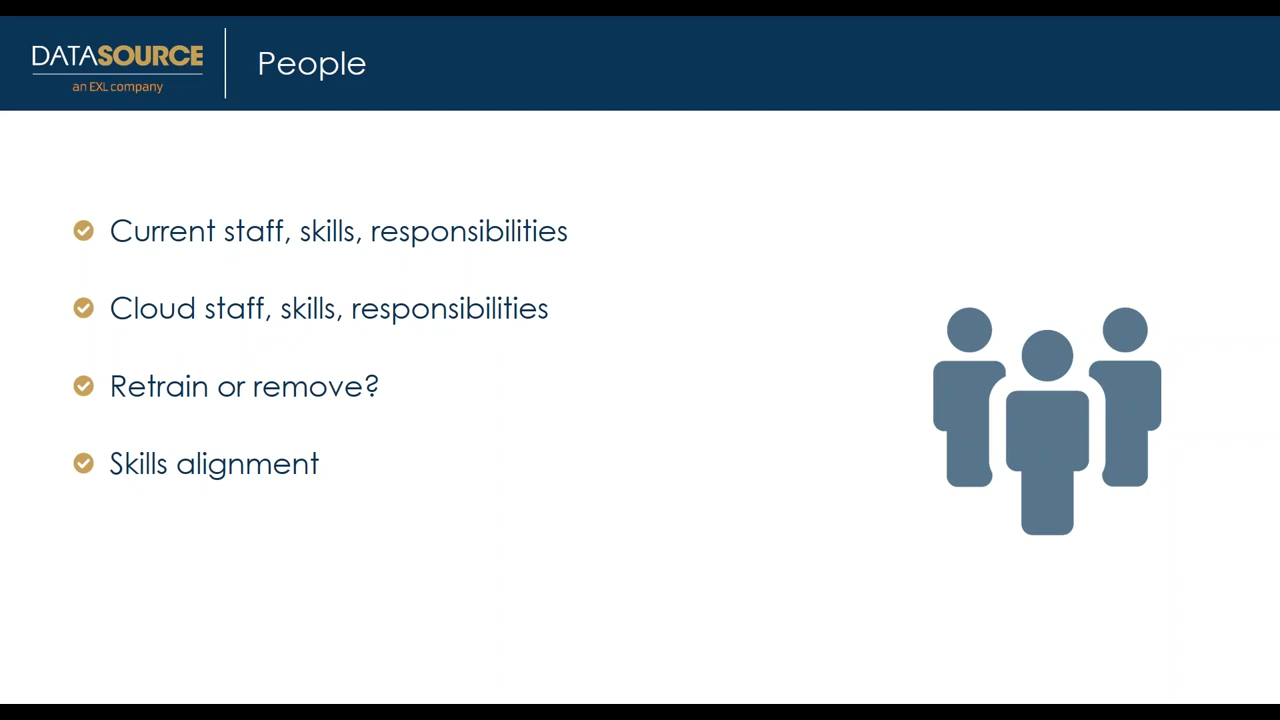 DATASOURCE
an EXL company
People
Current staff, skills, responsibilities
Cloud staff, skills, responsibilities
Retrain or remove?
Skills alignment